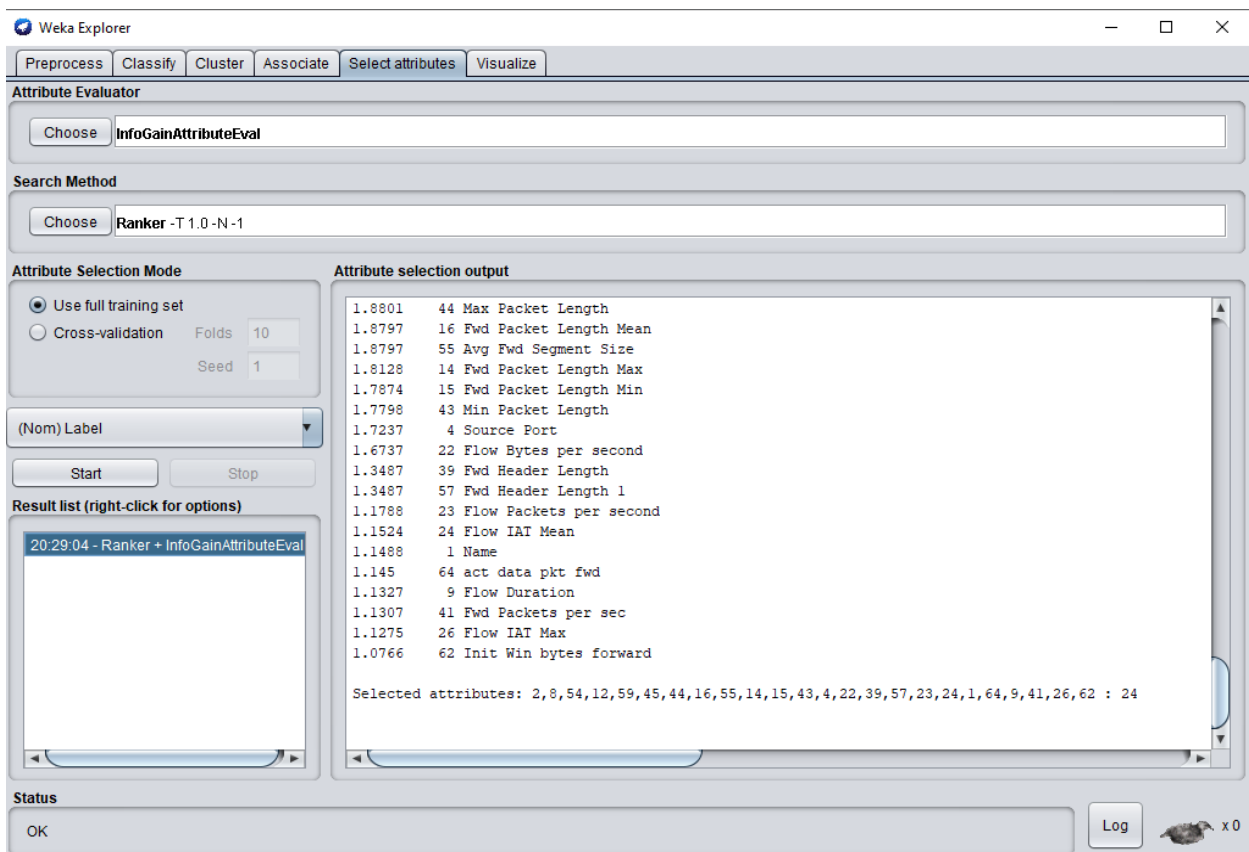 Weka Explorer
Preprocess Classify Cluster Associate Select attributes Visualize
Attribute Evaluator
Choose InfoGainAttributeEval
Search Method
Choose Ranker -T 1.0 -N -1
Attribute Selection Mode
Use full training set
Cross-validation Folds 10
Seed 1
(Nom) Label
Start Stop
Result list (right-click for options)
20:29:04 - Ranker + InfoGainAttributeEval
Attribute selection output
1.8801 44 Max Packet Length
1.8797 16 Fwd Packet Length Mean
1.8797 55 Avg Fwd Segment Size
1.8128 14 Fwd Packet Length Max
1.7874 15 Fwd Packet Length Min
1.7798 43 Min Packet Length
1.7237 4 Source Port
1.6737 22 Flow Bytes per second
1.3487 39 Fwd Header Length
1.3487 57 Fwd Header Length 1
1.1788 23 Flow Packets per second
1.1524 24 Flow IAT Mean
1.1488 1 Name
1.145 64 act data pkt fwd
1.1327 9 Flow Duration
1.1307 41 Fwd Packets per sec
1.1275 26 Flow IAT Max
1.0766 62 Init Win bytes forward
Selected attributes: 2,8,54,12,59,45,44,16,55,14,15,43,4,22,39,57,23,24,1,64,9,41,26,62 : 24
Status
OK
Log x 0